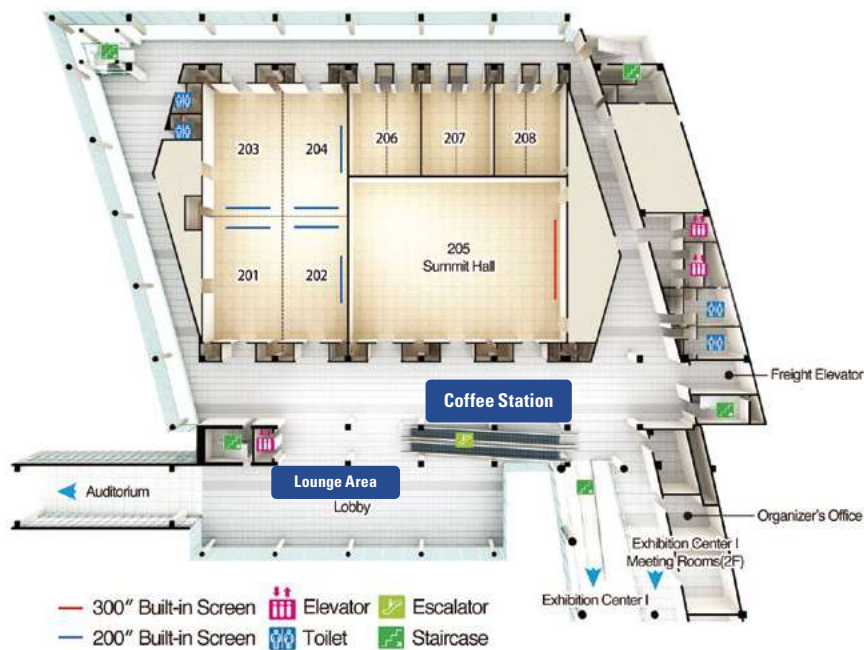 203
204
206
207
208
201
202
205
Summit Hall
Freight Elevator
Coffee Station
Lounge Area
Lobby
Auditorium
Organizer's Office
Exhibition Center I
Meeting Rooms(2F)
Exhibition Center I
300" Built-in Screen
Elevator
Escalator
200" Built-in Screen
Toilet
Staircase